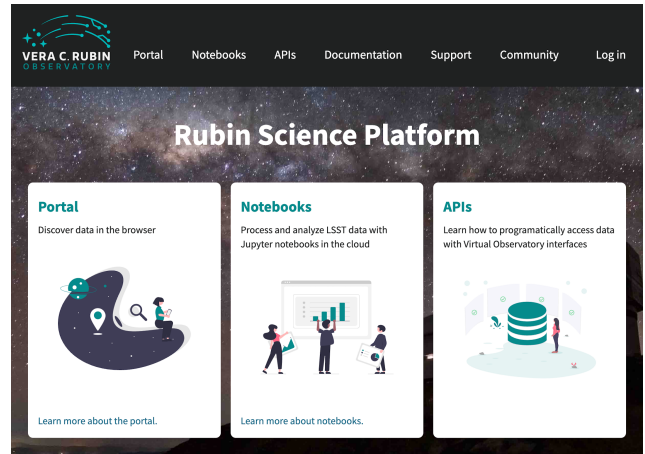 VERA C. RUBIN
OBSERVATORY
Portal Notebooks APIs Documentation Support Community Log in
Rubin Science Platform
Portal
Discover data in the browser
Learn more about the portal.
Notebooks
Process and analyze LSST data with
Jupyter notebooks in the cloud
Learn more about notebooks.
APIs
Learn how to programatically access data
with Virtual Observatory interfaces